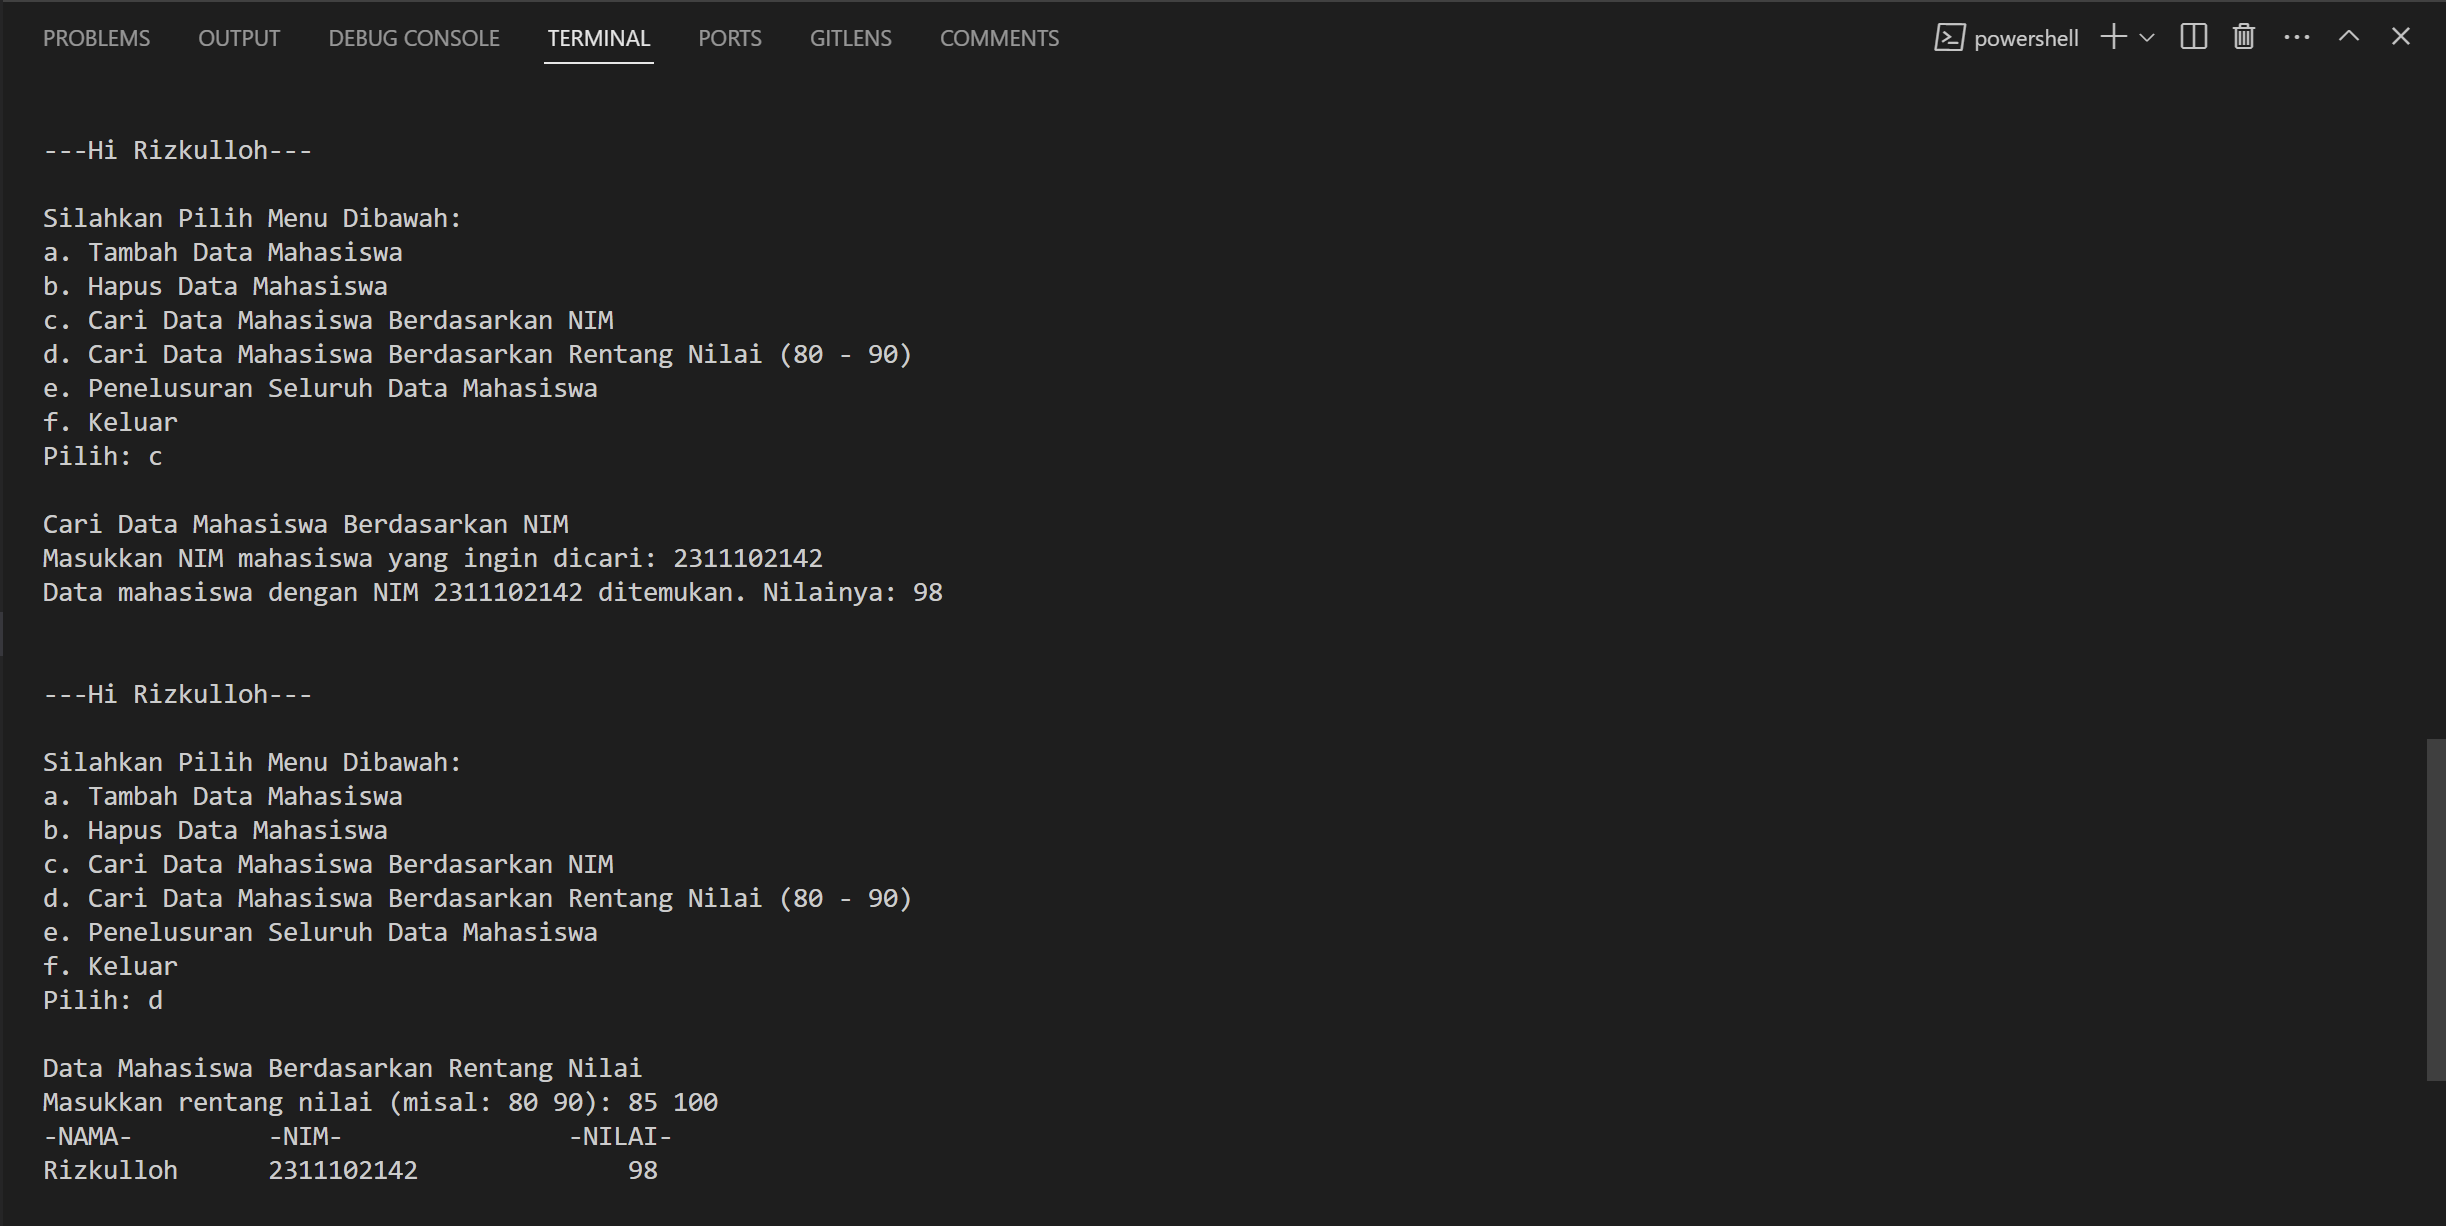 PROBLEMS OUTPUT DEBUG CONSOLE TERMINAL PORTS GITLENS COMMENTS powershell
---Hi Rizkulloh---
Silahkan Pilih Menu Dibawah:
a. Tambah Data Mahasiswa
b. Hapus Data Mahasiswa
c. Cari Data Mahasiswa Berdasarkan NIM
d. Cari Data Mahasiswa Berdasarkan Rentang Nilai (80 - 90)
e. Penelusuran Seluruh Data Mahasiswa
f. Keluar
Pilih: c
Cari Data Mahasiswa Berdasarkan NIM
Masukkan NIM mahasiswa yang ingin dicari: 2311102142
Data mahasiswa dengan NIM 2311102142 ditemukan. Nilainya: 98
---Hi Rizkulloh---
Silahkan Pilih Menu Dibawah:
a. Tambah Data Mahasiswa
b. Hapus Data Mahasiswa
c. Cari Data Mahasiswa Berdasarkan NIM
d. Cari Data Mahasiswa Berdasarkan Rentang Nilai (80 - 90)
e. Penelusuran Seluruh Data Mahasiswa
f. Keluar
Pilih: d
Data Mahasiswa Berdasarkan Rentang Nilai
Masukkan rentang nilai (misal: 80 90): 85 100
-NAMA- -NIM- -NILAI-
Rizkulloh 2311102142 98